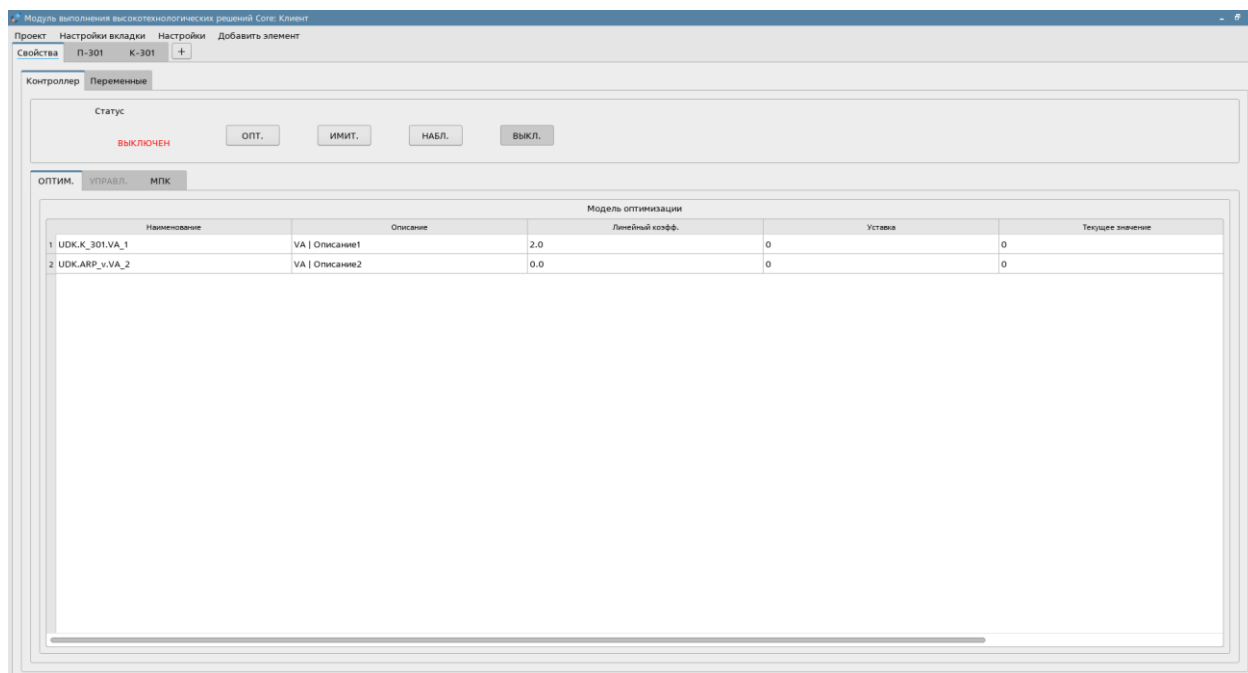 Модуль выполнения высокотехнологических решений Core: Клиент
Проект Настройки вкладки Настройки Добавить элемент
Свойства П-301 К-301 +
Контроллер Переменные
Статус
ВЫКЛЮЧЕН ОПТ. ИМИТ. НАБЛ. ВЫКЛ.
ОПТИМ. УПРАВЛ. МПК
Модель оптимизации
Наименование Описание Линейный коэфф. Уставка Текущее значение
1 UDK.K_301.VA_1 VA | Описание1 2.0 0 0
2 UDK.ARP_v.VA_2 VA | Описание2 0.0 0 0